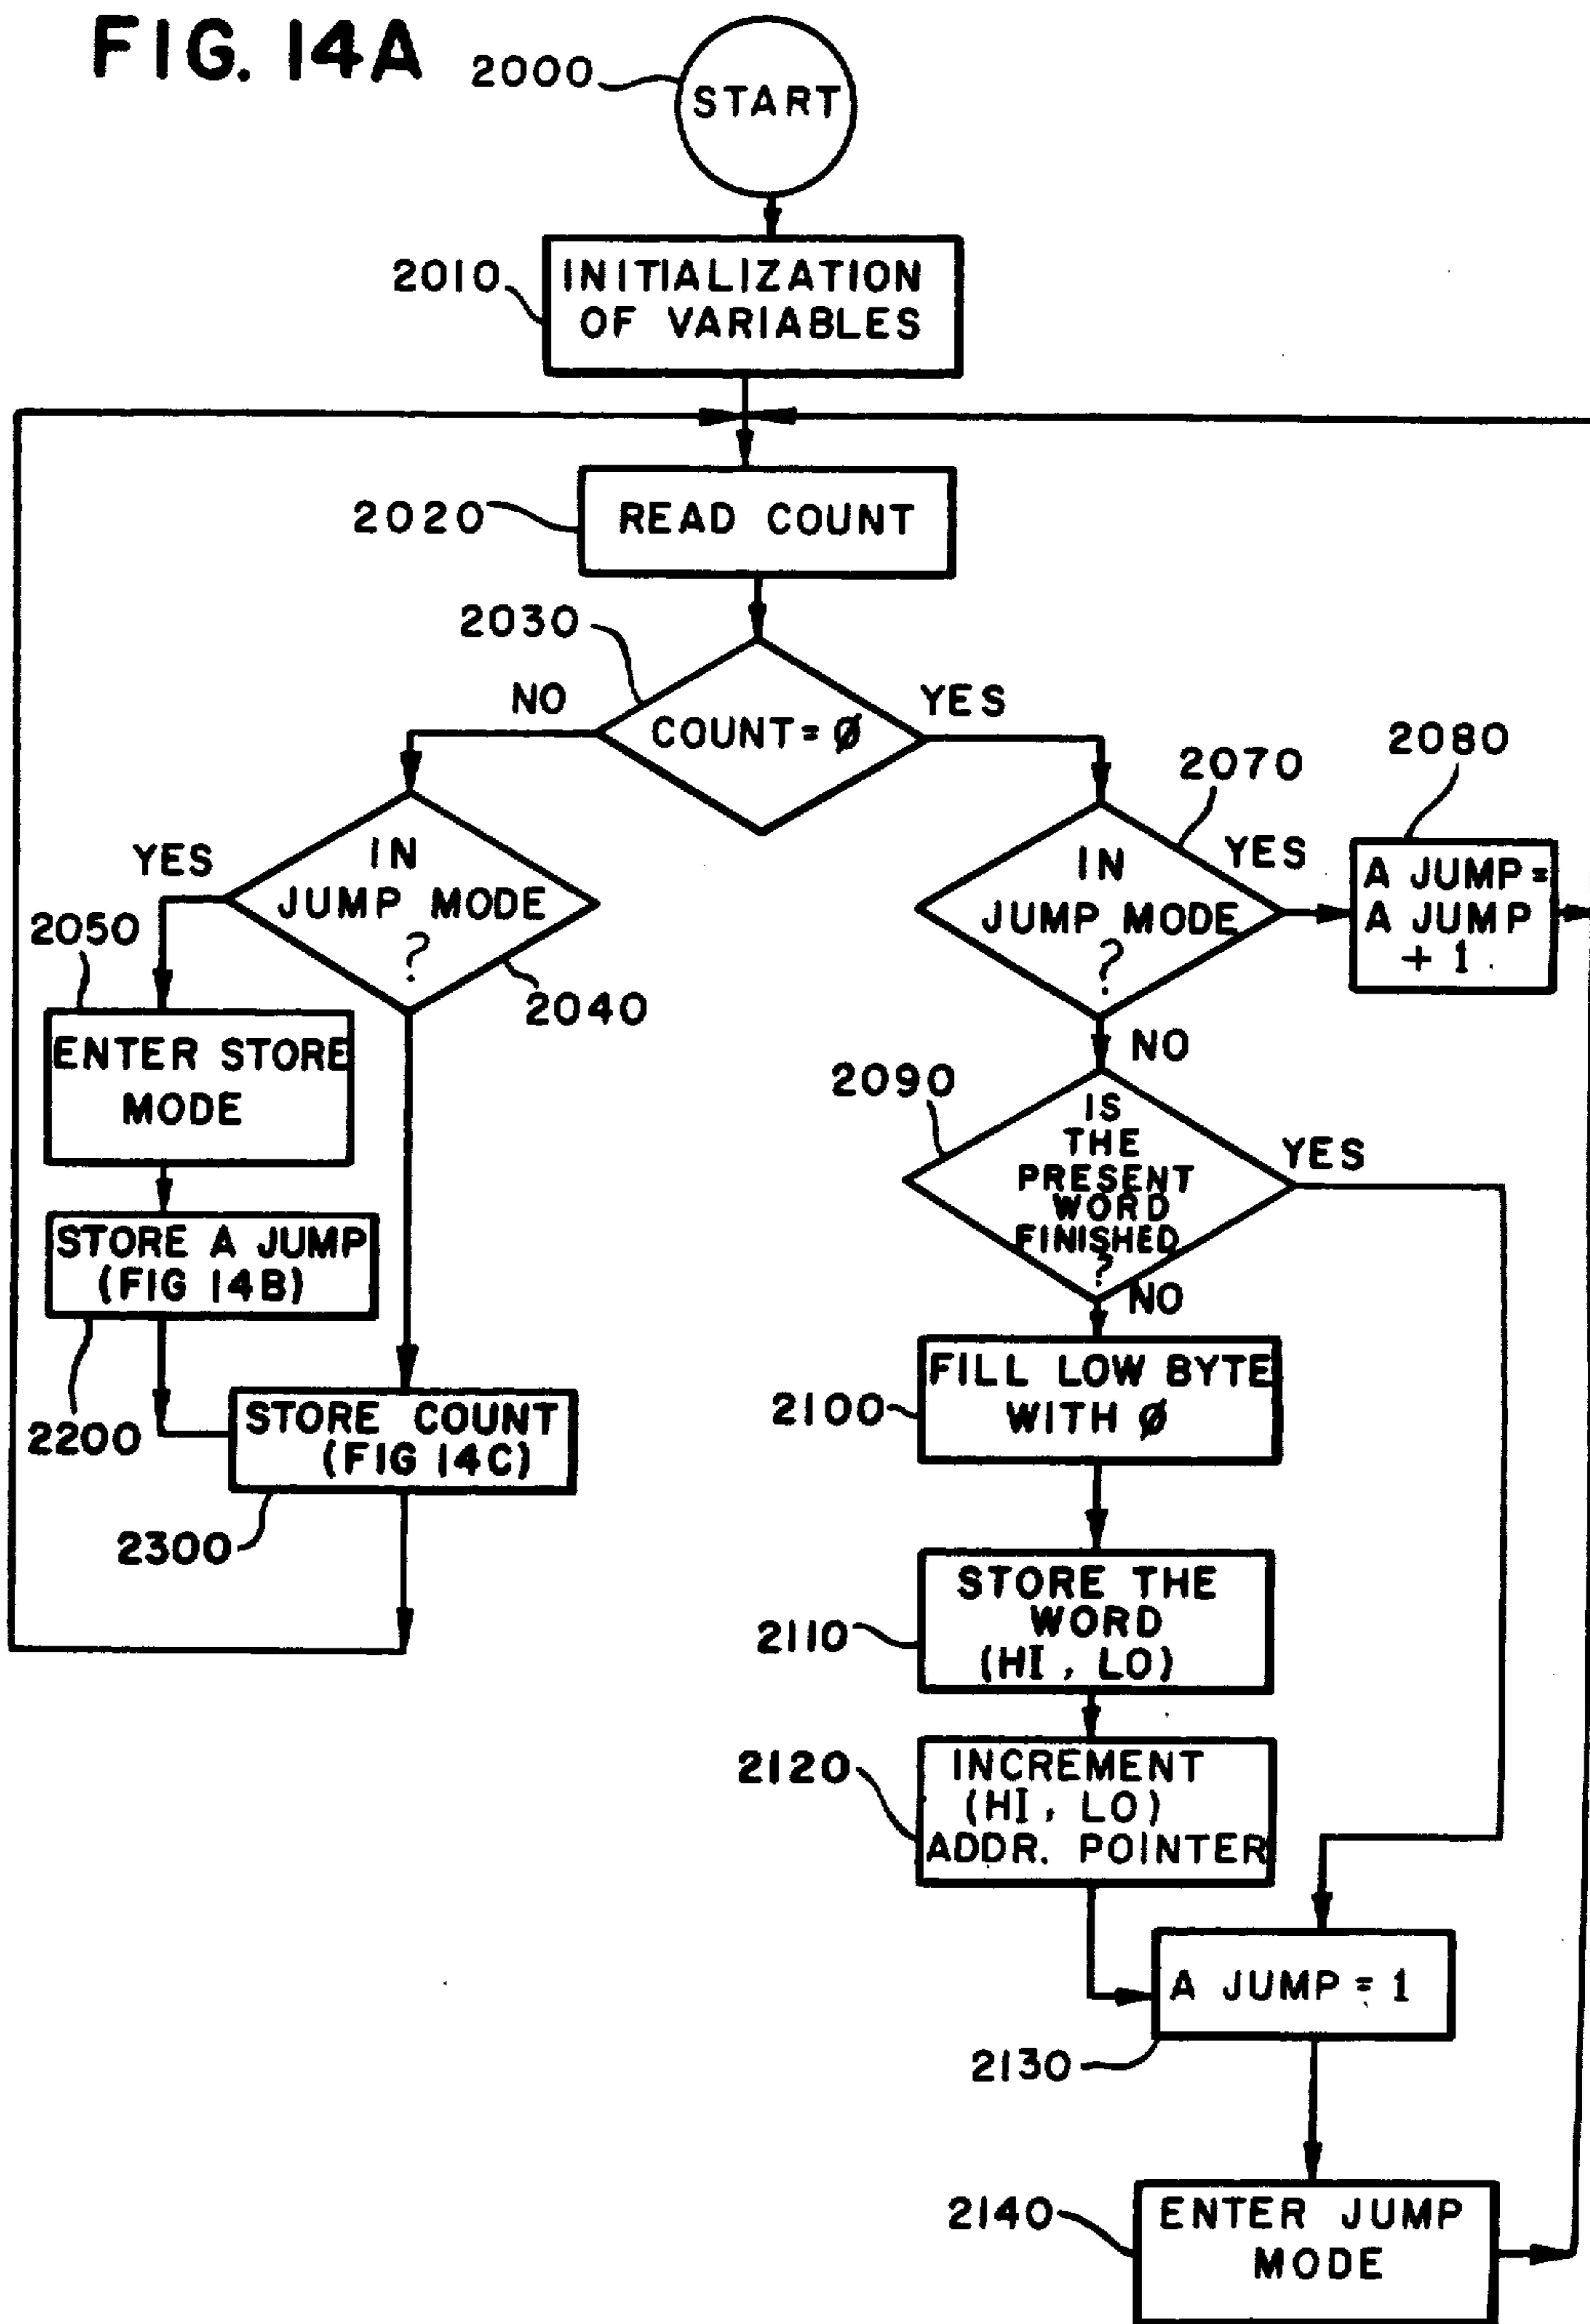 FIG. 14A
2000
START
2010
INITIALIZATION
OF VARIABLES
2020
READ COUNT
2030
NO
COUNT = Ø
YES
2080
2070
YES
IN
JUMP MODE
?
2040
2050
IN
JUMP MODE
?
YES
A JUMP =
A JUMP
+ 1
ENTER STORE
MODE
NO
2090
IS
THE
PRESENT
WORD
FINISHED
?
YES
NO
STORE A JUMP
(FIG 14B)
2200
STORE COUNT
(FIG 14C)
2300
2100
FILL LOW BYTE
WITH Ø
2110
STORE THE
WORD
(HI, LO)
2120
INCREMENT
(HI, LO)
ADDR. POINTER
A JUMP = 1
2130
2140
ENTER JUMP
MODE